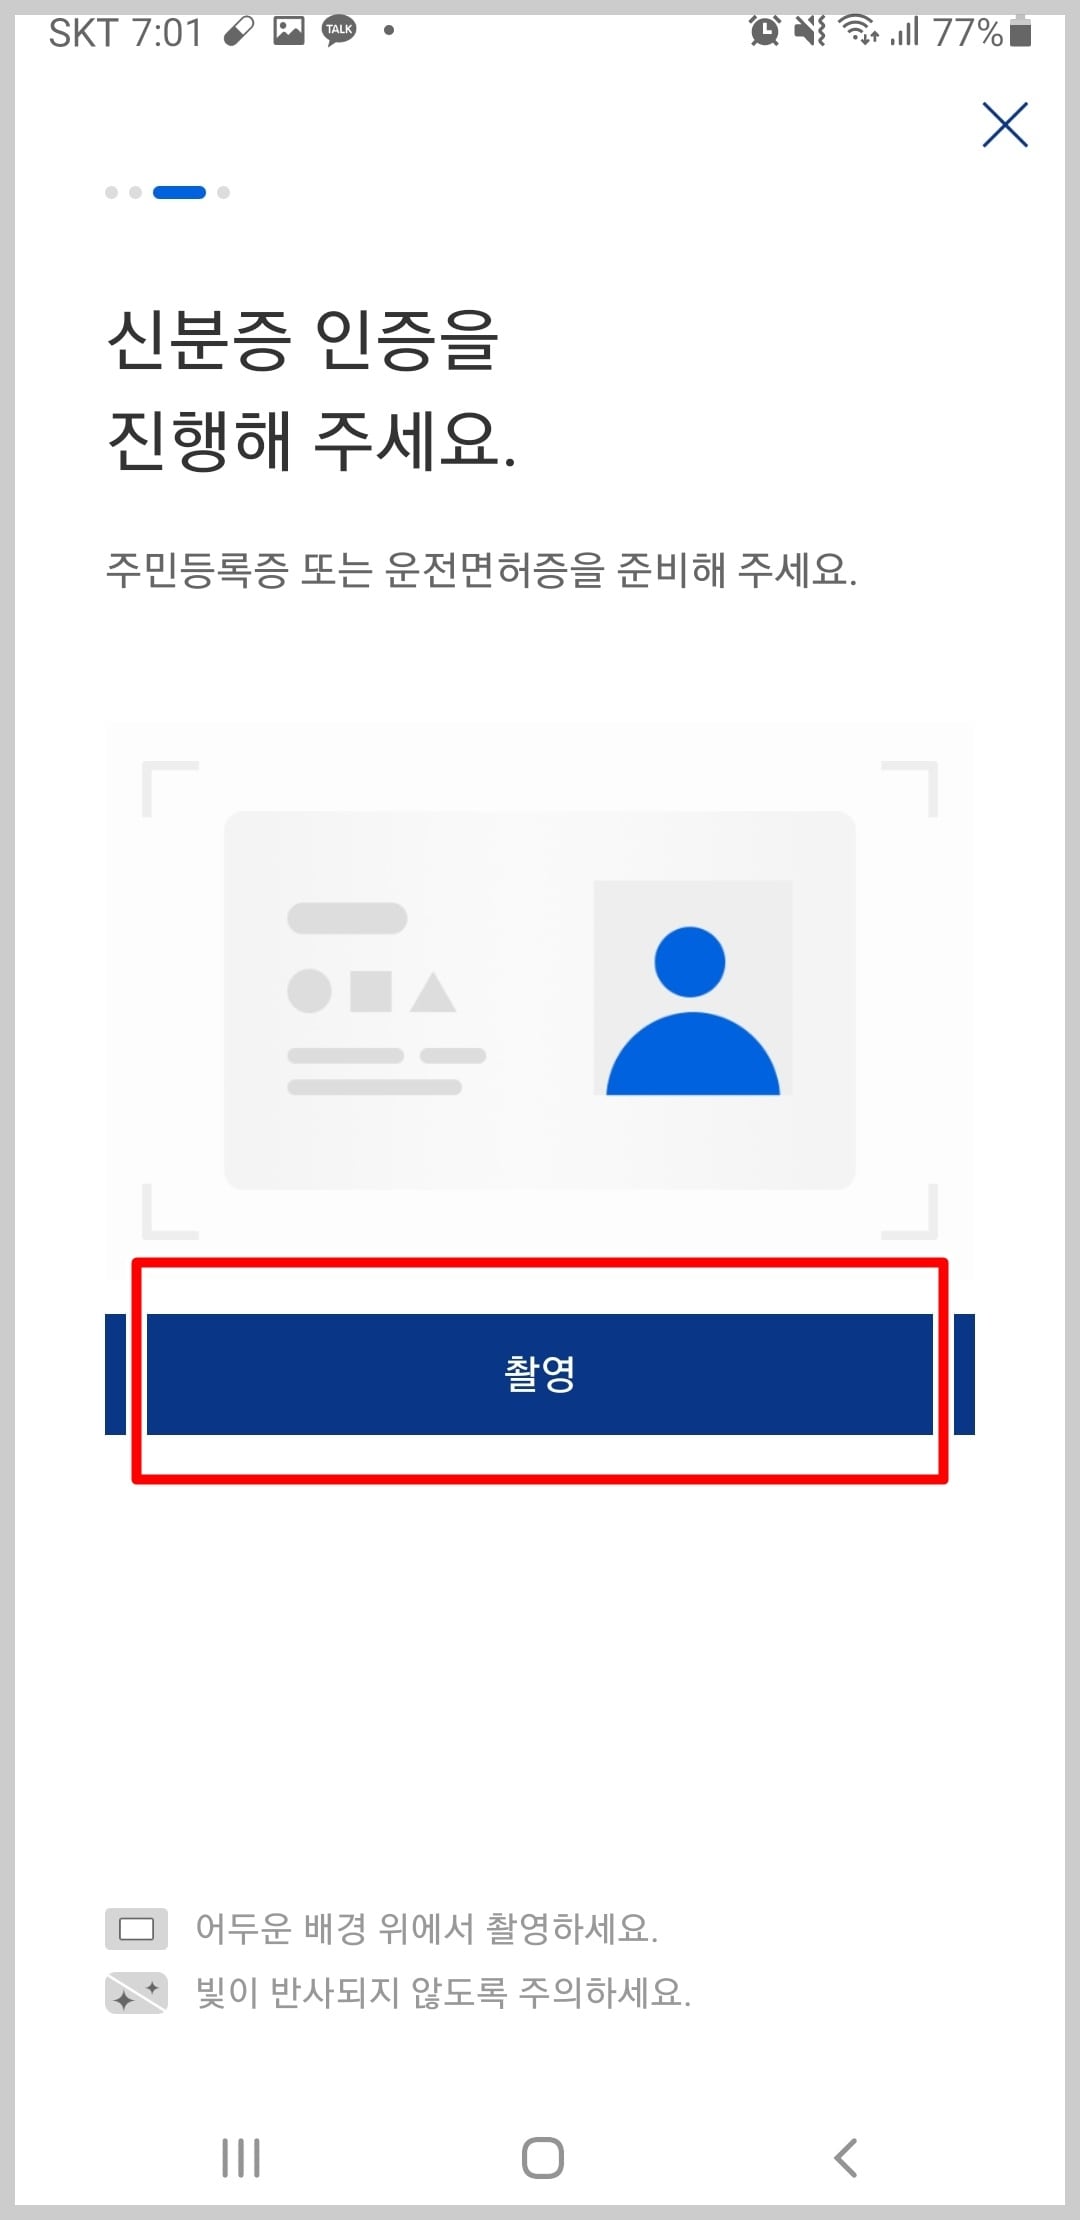 SKT 7:01 TALK 77%
신분증 인증을
진행해 주세요.
주민등록증 또는 운전면허증을 준비해 주세요.
촬영
어두운 배경 위에서 촬영하세요.
빛이 반사되지 않도록 주의하세요.